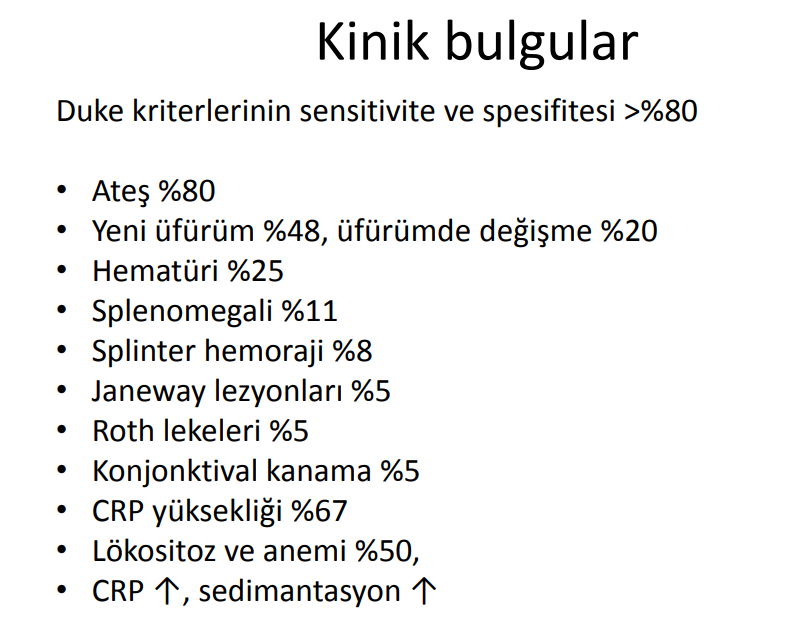 Kinik bulgular
Duke kriterlerinin sensitivite ve spesifitesi >%80
• Ateş %80
• Yeni üfürüm %48, üfürümde değişme %20
• Hematüri %25
• Splenomegali %11
• Splinter hemoraji %8
• Janeway lezyonları %5
• Roth lekeleri %5
• Konjonktival kanama %5
• CRP yüksekliği %67
• Lökositoz ve anemi %50,
• CRP ↑, sedimantasyon ↑